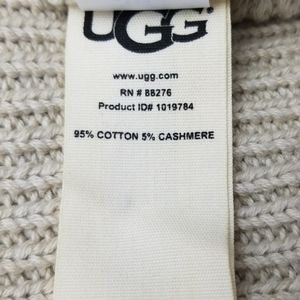 UGG®
www.ugg.com
RN # 88276
Product ID# 1019784
95% COTTON 5% CASHMERE